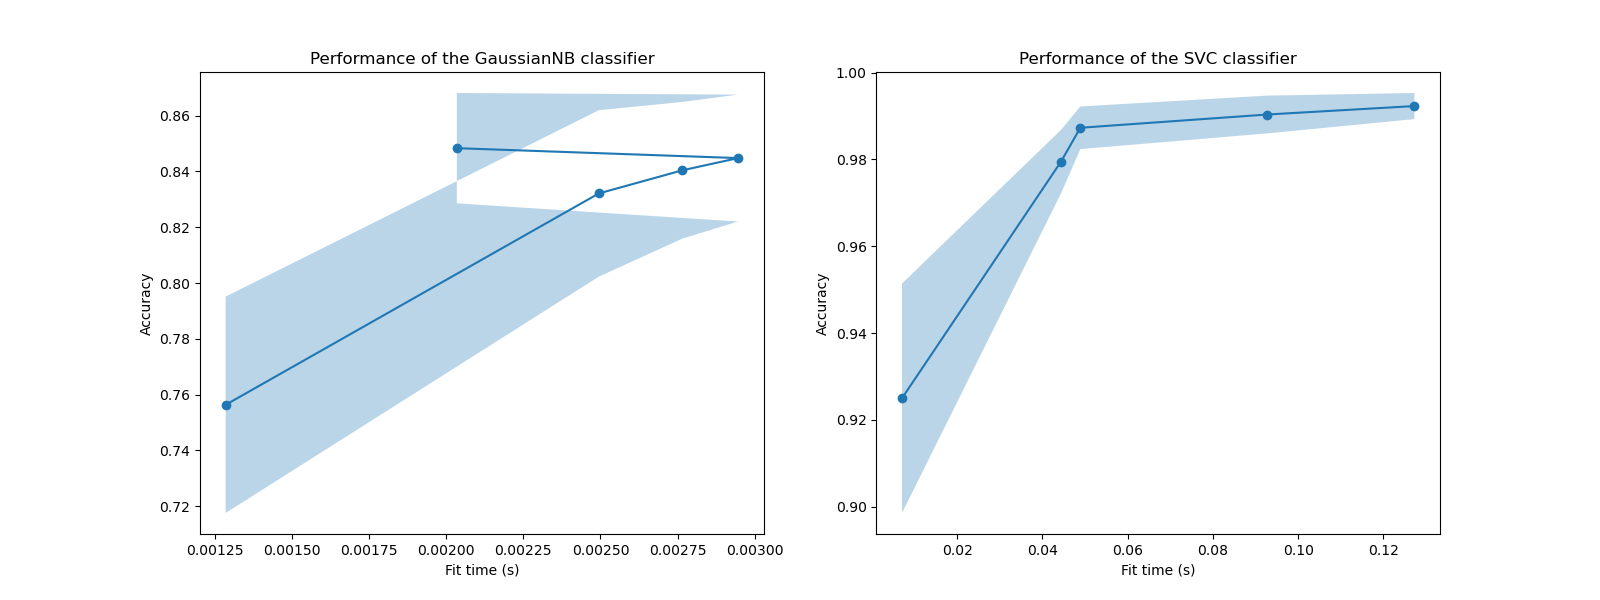 Performance of the GaussianNB classifier
Accuracy
0.86
0.84
0.82
0.80
0.78
0.76
0.74
0.72
0.00125 0.00150 0.00175 0.00200 0.00225 0.00250 0.00275 0.00300
Fit time (s)
Performance of the SVC classifier
Accuracy
1.00
0.98
0.96
0.94
0.92
0.90
0.02 0.04 0.06 0.08 0.10 0.12
Fit time (s)